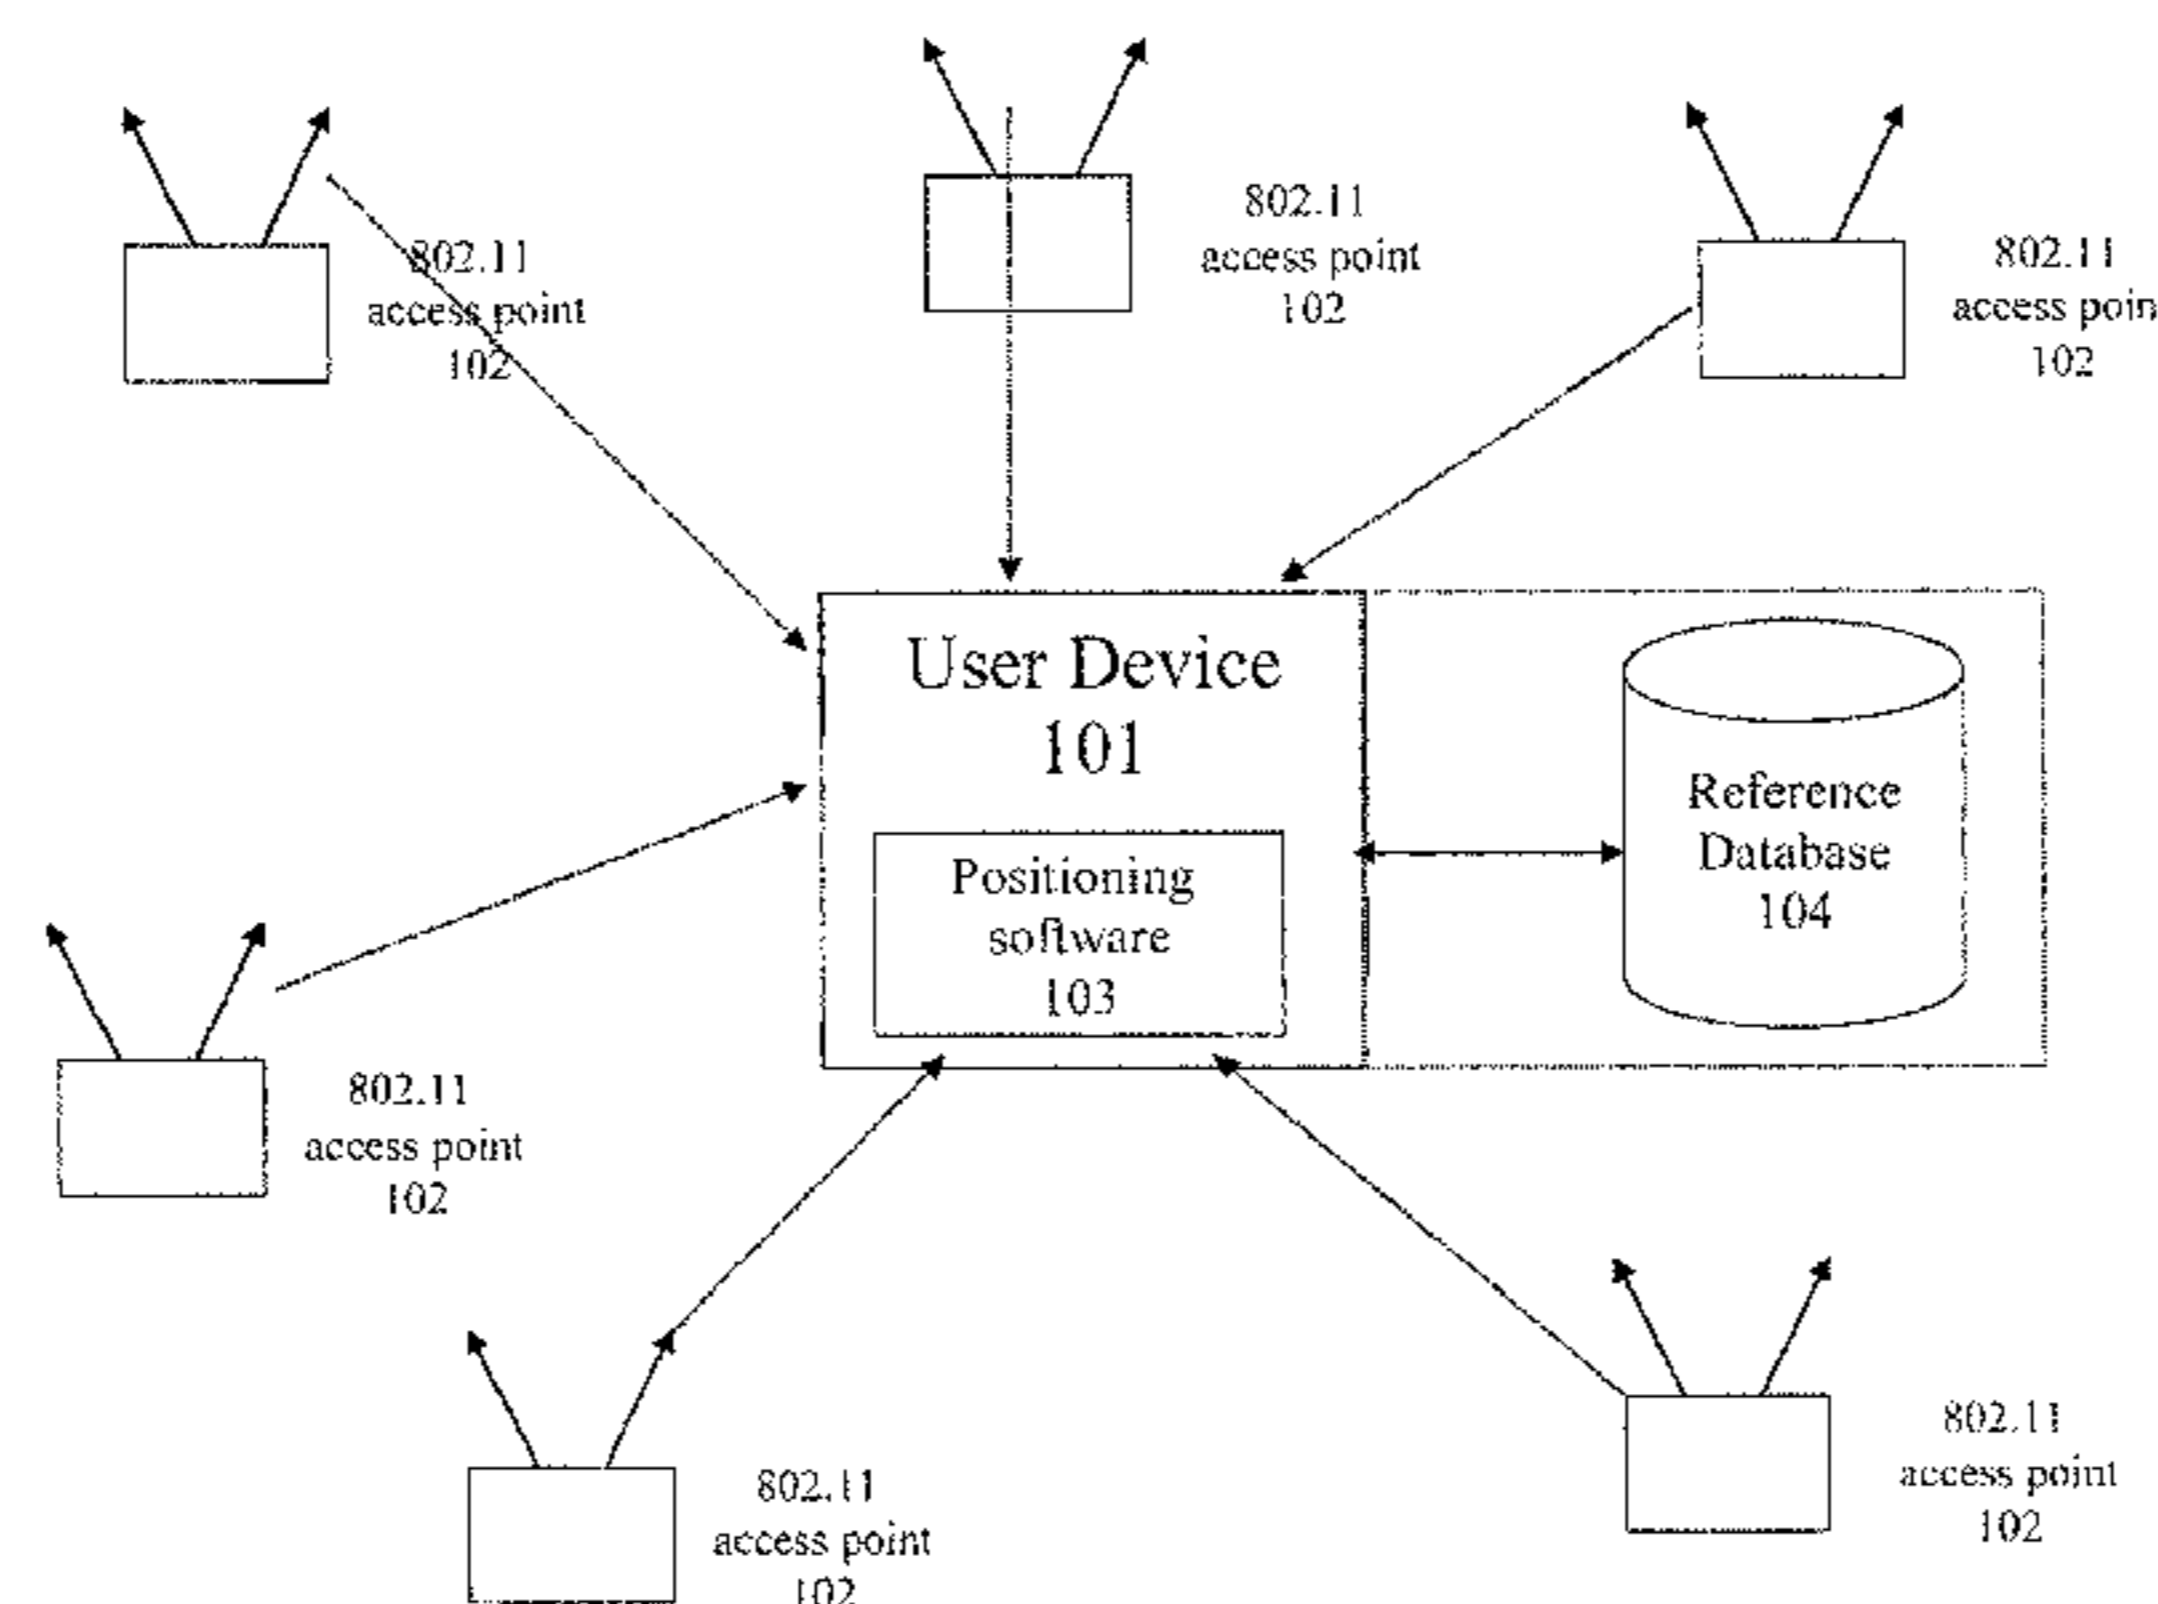 802.11
access point
102
802.11
access point
102
802.11
access poin
102
User Device
101
Positioning
software
103
Reference
Database
104
802.11
access point
102
802.11
access point
102
802.11
access point
102